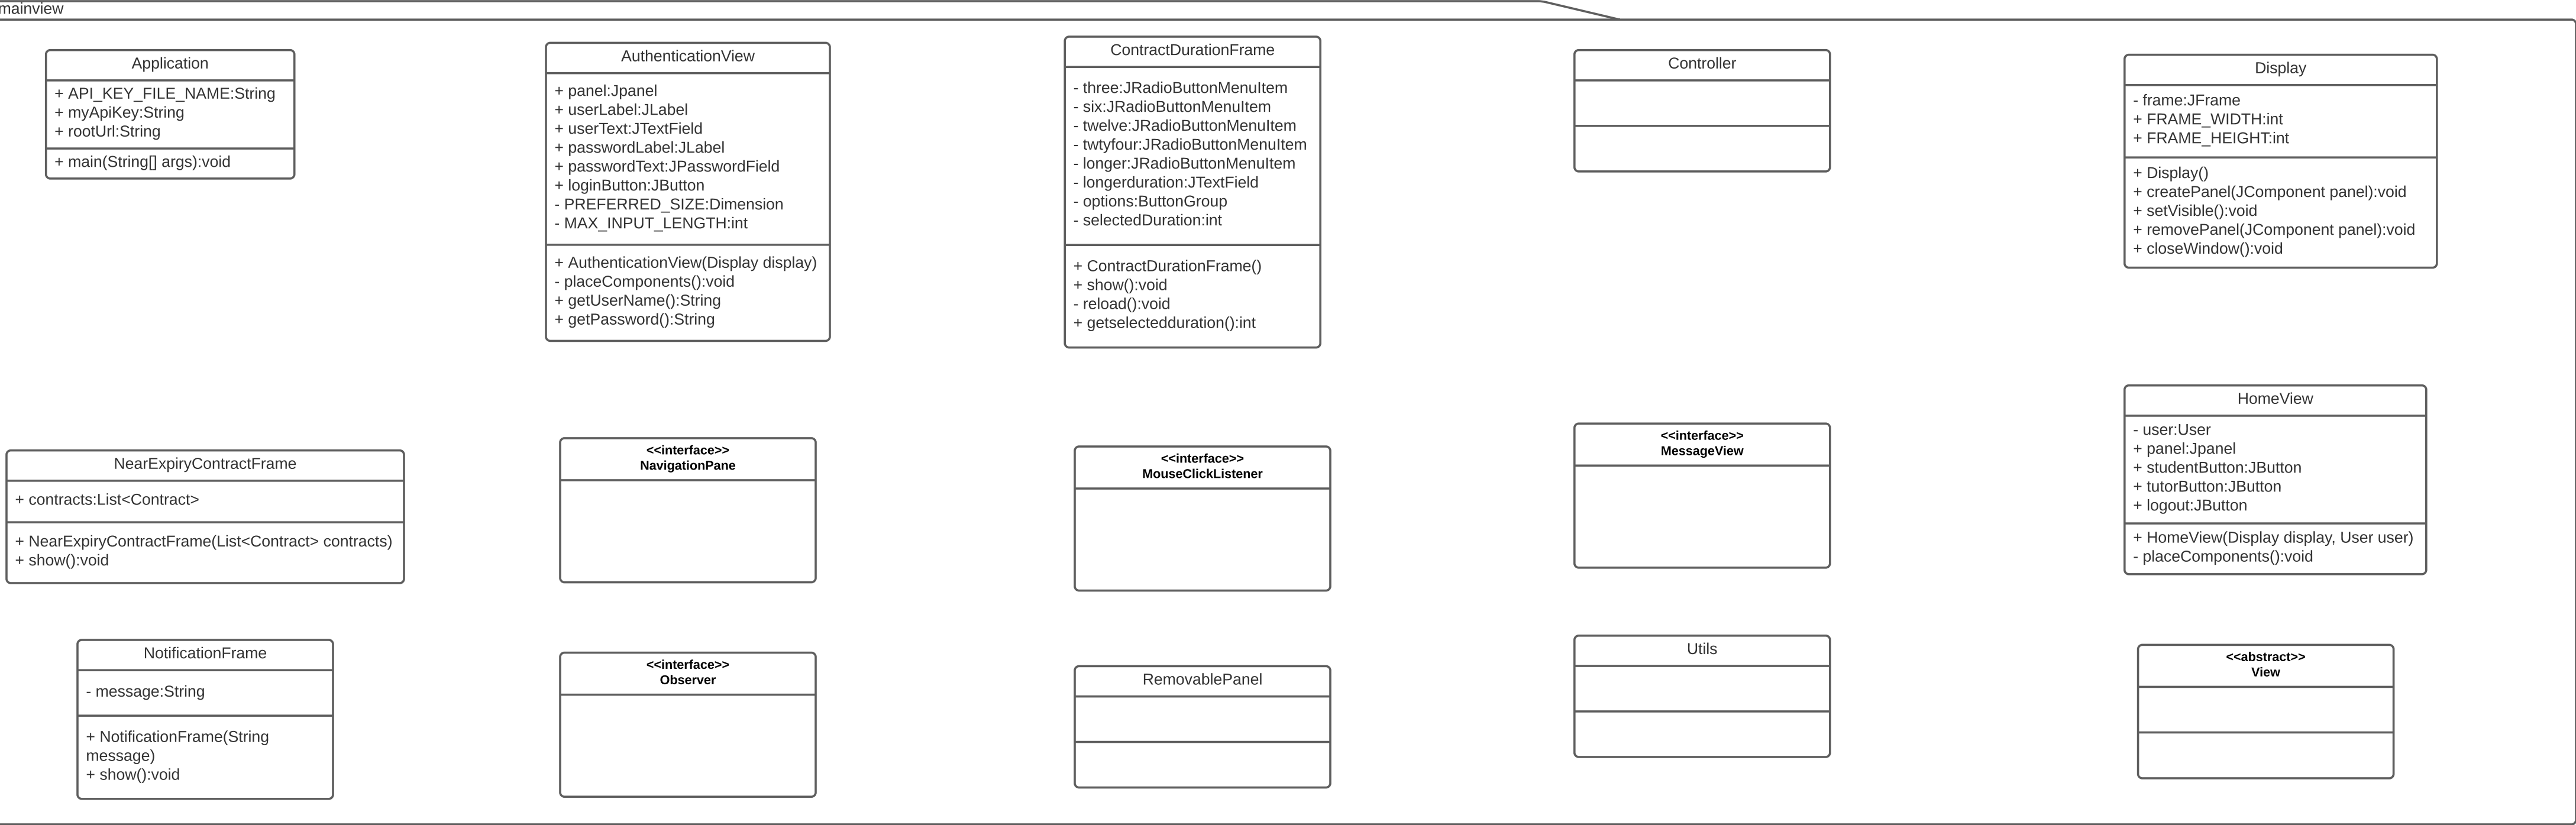 mainview
Application
+ API_KEY_FILE_NAME:String
+ myApiKey:String
+ rootUrl:String
+ main(String[] args):void
AuthenticationView
+ panel:Jpanel
+ userLabel:JLabel
+ userText:JTextField
+ passwordLabel:JLabel
+ passwordText:JPasswordField
+ loginButton:JButton
- PREFERRED_SIZE:Dimension
- MAX_INPUT_LENGTH:int
+ AuthenticationView(Display display)
- placeComponents():void
+ getUserName():String
+ getPassword():String
ContractDurationFrame
- three:JRadioButtonMenuItem
- six:JRadioButtonMenuItem
- twelve:JRadioButtonMenuItem
- twtyfour:JRadioButtonMenuItem
- longer:JRadioButtonMenuItem
- longerduration:JTextField
- options:ButtonGroup
- selectedDuration:int
+ ContractDurationFrame()
+ show():void
- reload():void
+ getselectedduration():int
Controller
Display
- frame:JFrame
+ FRAME_WIDTH:int
+ FRAME_HEIGHT:int
+ Display()
+ createPanel(JComponent panel):void
+ setVisible():void
+ removePanel(JComponent panel):void
+ closeWindow():void
NearExpiryContractFrame
+ contracts:List<Contract>
+ NearExpiryContractFrame(List<Contract> contracts)
+ show():void
<<interface>>
NavigationPane
<<interface>>
MouseClickListener
<<interface>>
MessageView
HomeView
- user:User
+ panel:Jpanel
+ studentButton:JButton
+ tutorButton:JButton
+ logout:JButton
+ HomeView(Display display, User user)
- placeComponents():void
NotificationFrame
- message:String
+ NotificationFrame(String
message)
+ show():void
<<interface>>
Observer
RemovablePanel
Utils
<<abstract>>
View